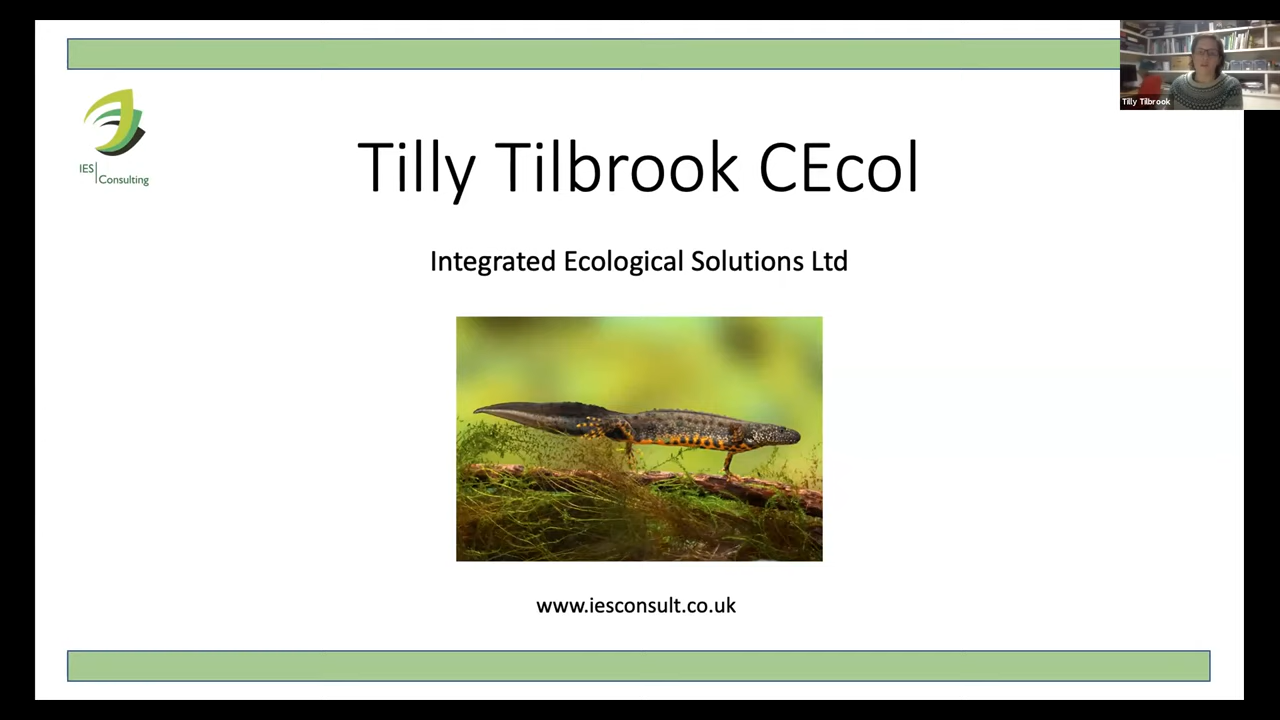 Tilly Tilbrook
IES
Consulting
Tilly Tilbrook CEcol
Integrated Ecological Solutions Ltd
www.iesconsult.co.uk